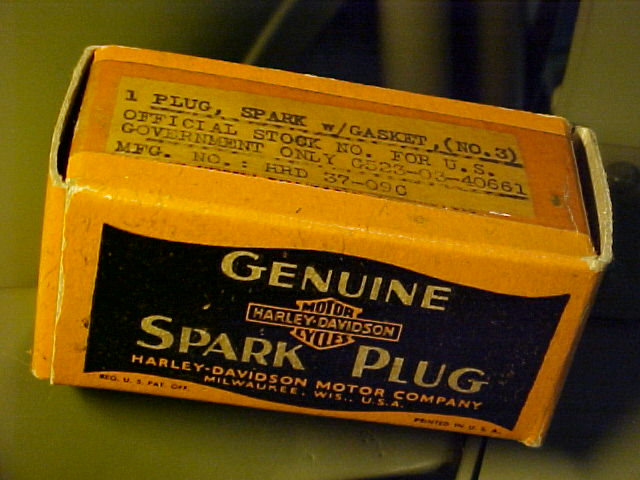 1 PLUG, SPARK w/GASKET,(NO.3)
OFFICIAL STOCK NO. FOR U.S.
GOVERNMENT ONLY G523-03-40661
MFG. NO.: HRD 37-09C
GENUINE
MOTOR
HARLEY-DAVIDSON
CYCLES
SPARK PLUG
HARLEY-DAVIDSON MOTOR COMPANY
MILWAUKEE, WIS., U.S.A.
REG. U.S. PAT. OFF.
PRINTED IN U.S.A.